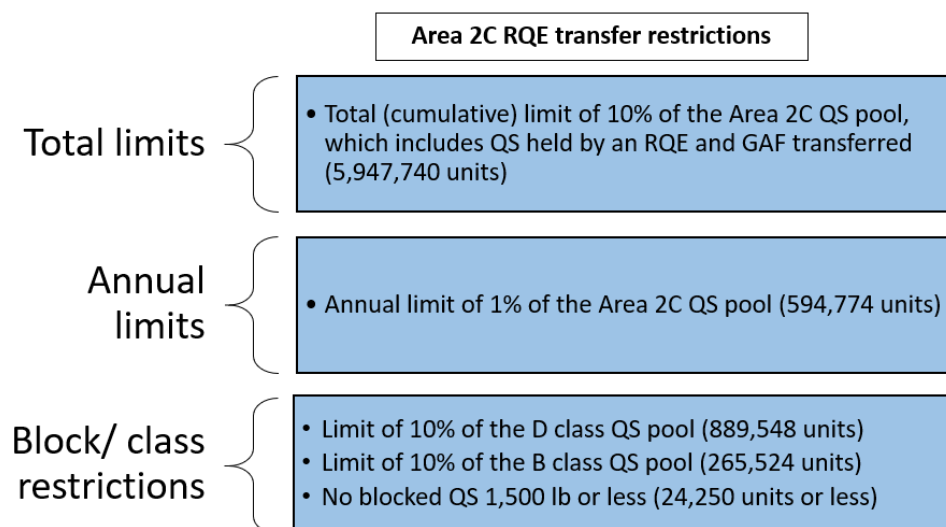 Area 2C RQE transfer restrictions
Total limits
• Total (cumulative) limit of 10% of the Area 2C QS pool,
which includes QS held by an RQE and GAF transferred
(5,947,740 units)
Annual
limits
• Annual limit of 1% of the Area 2C QS pool (594,774 units)
Block/ class
restrictions
• Limit of 10% of the D class QS pool (889,548 units)
• Limit of 10% of the B class QS pool (265,524 units)
• No blocked QS 1,500 lb or less (24,250 units or less)